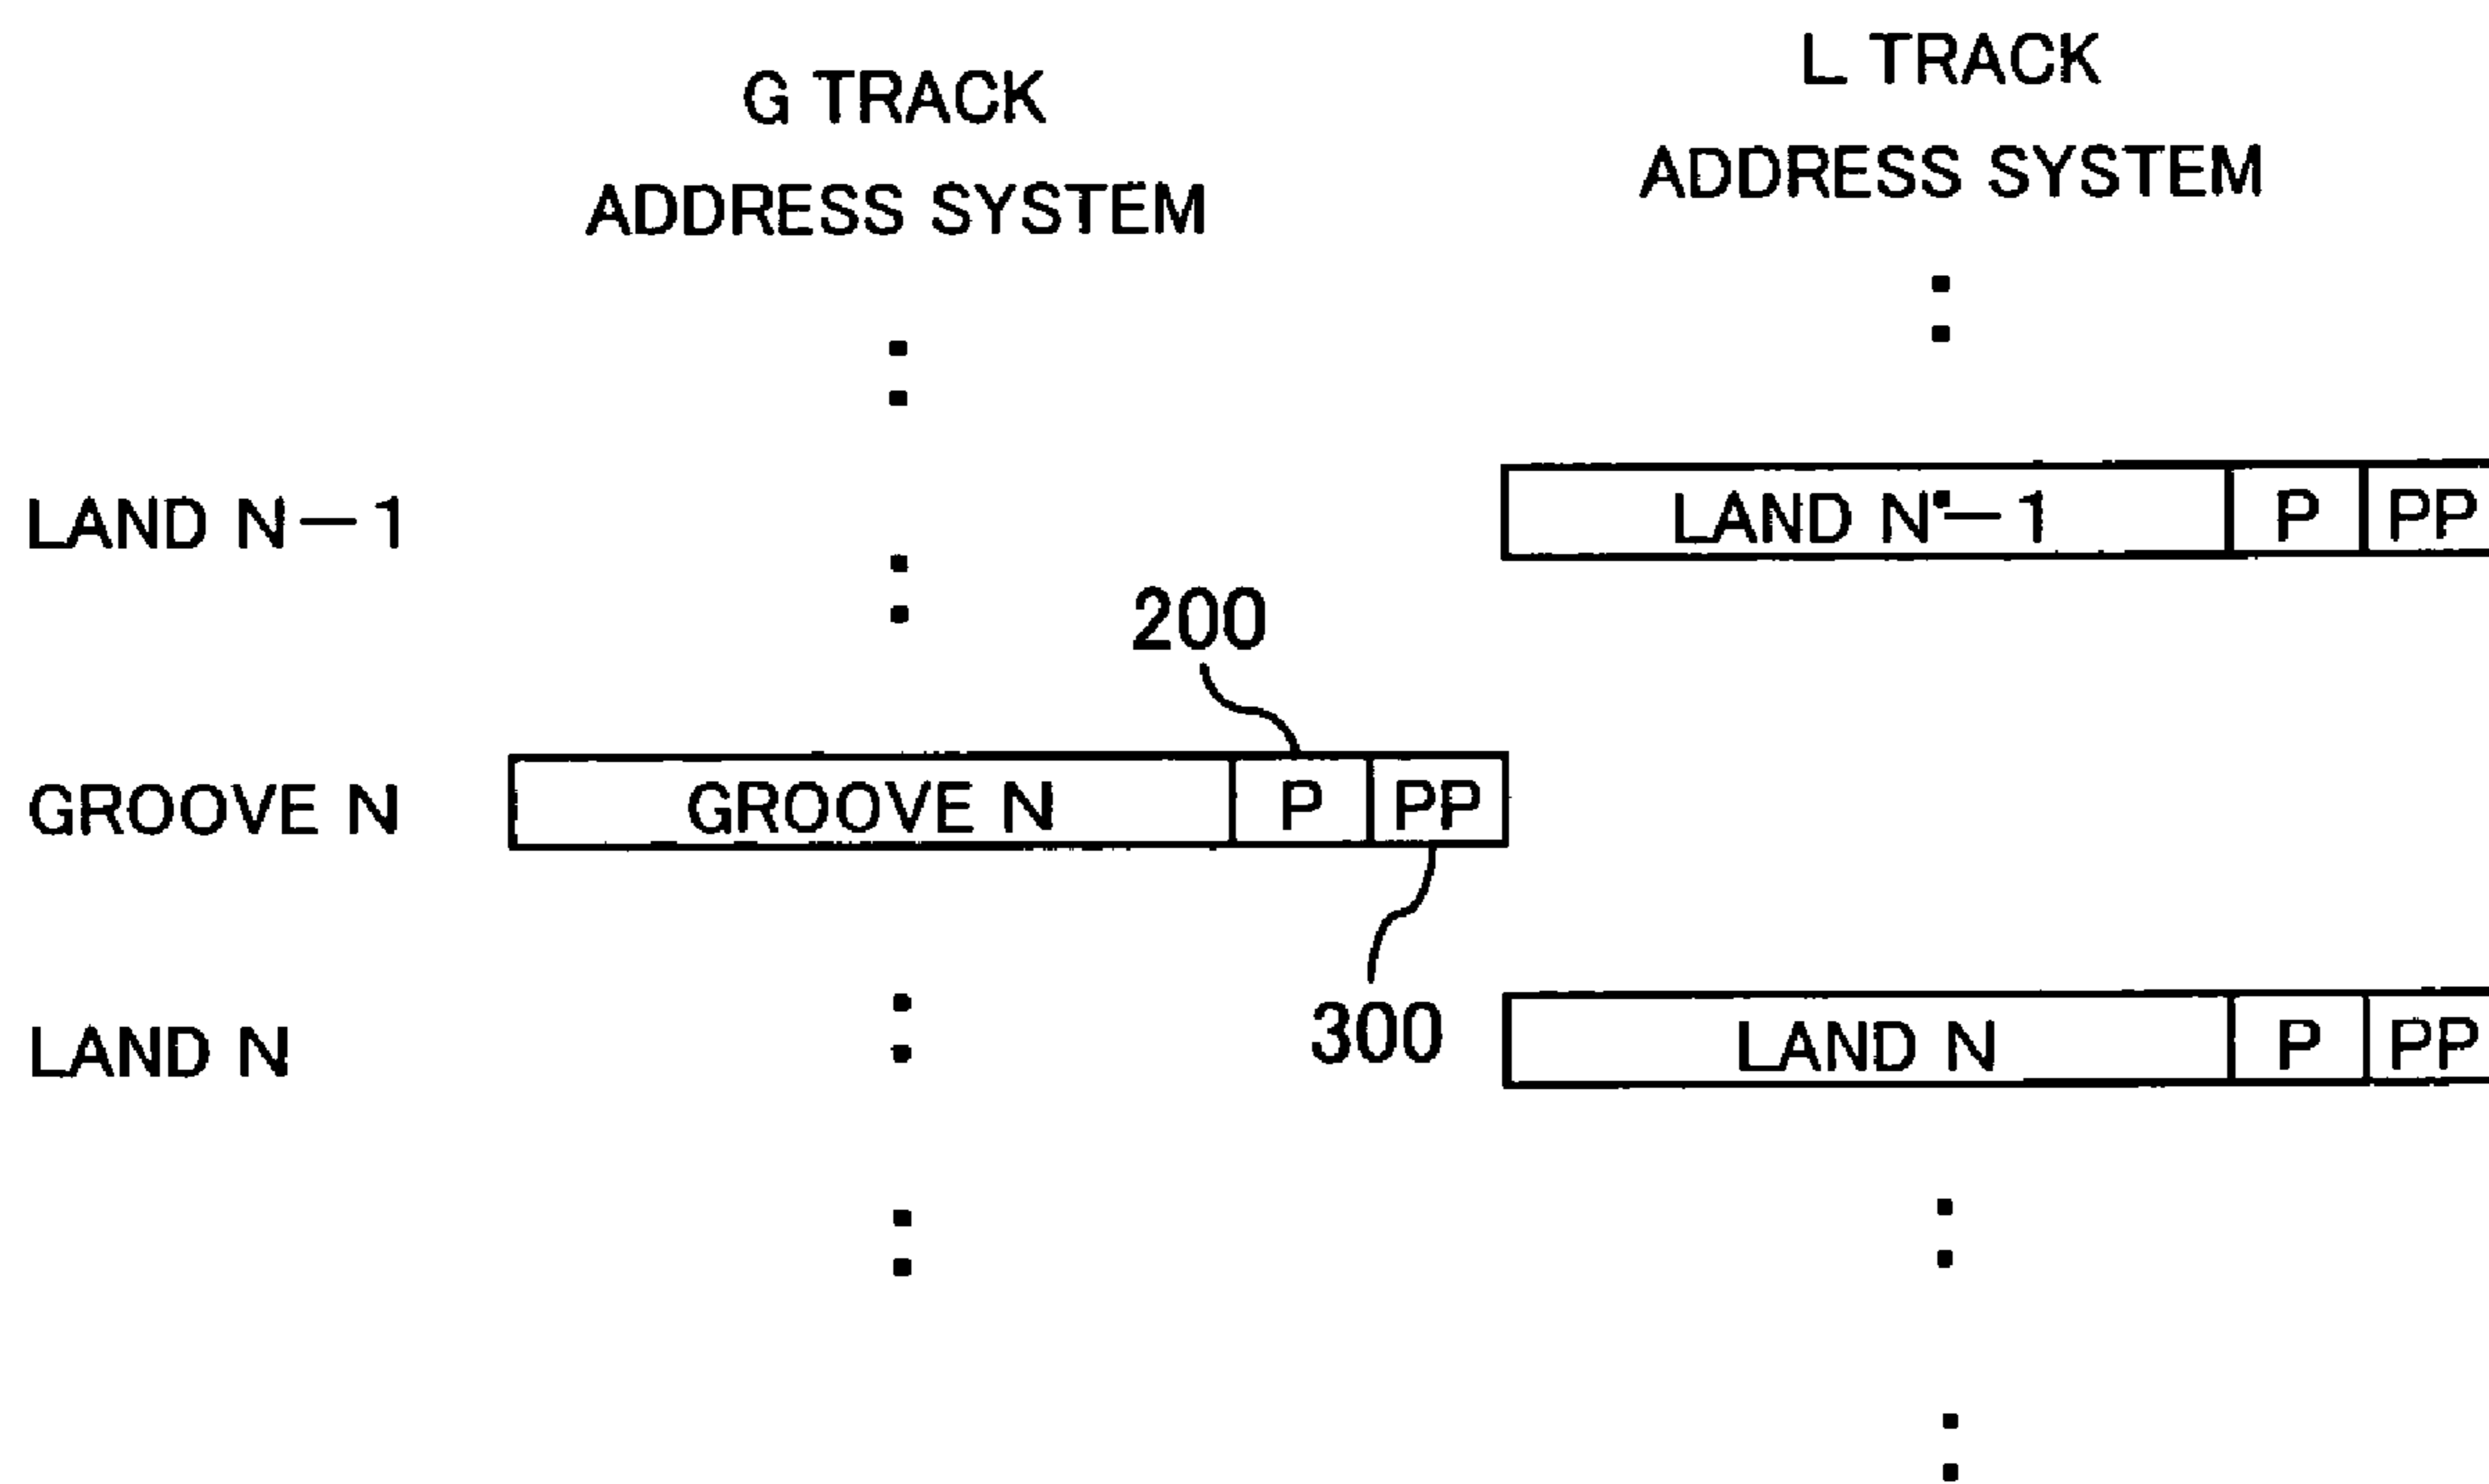 G TRACK
ADDRESS SYSTEM
L TRACK
ADDRESS SYSTEM
LAND N－1
LAND N－1 P PP
200
GROOVE N
GROOVE N P PP
300
LAND N
LAND N P PP